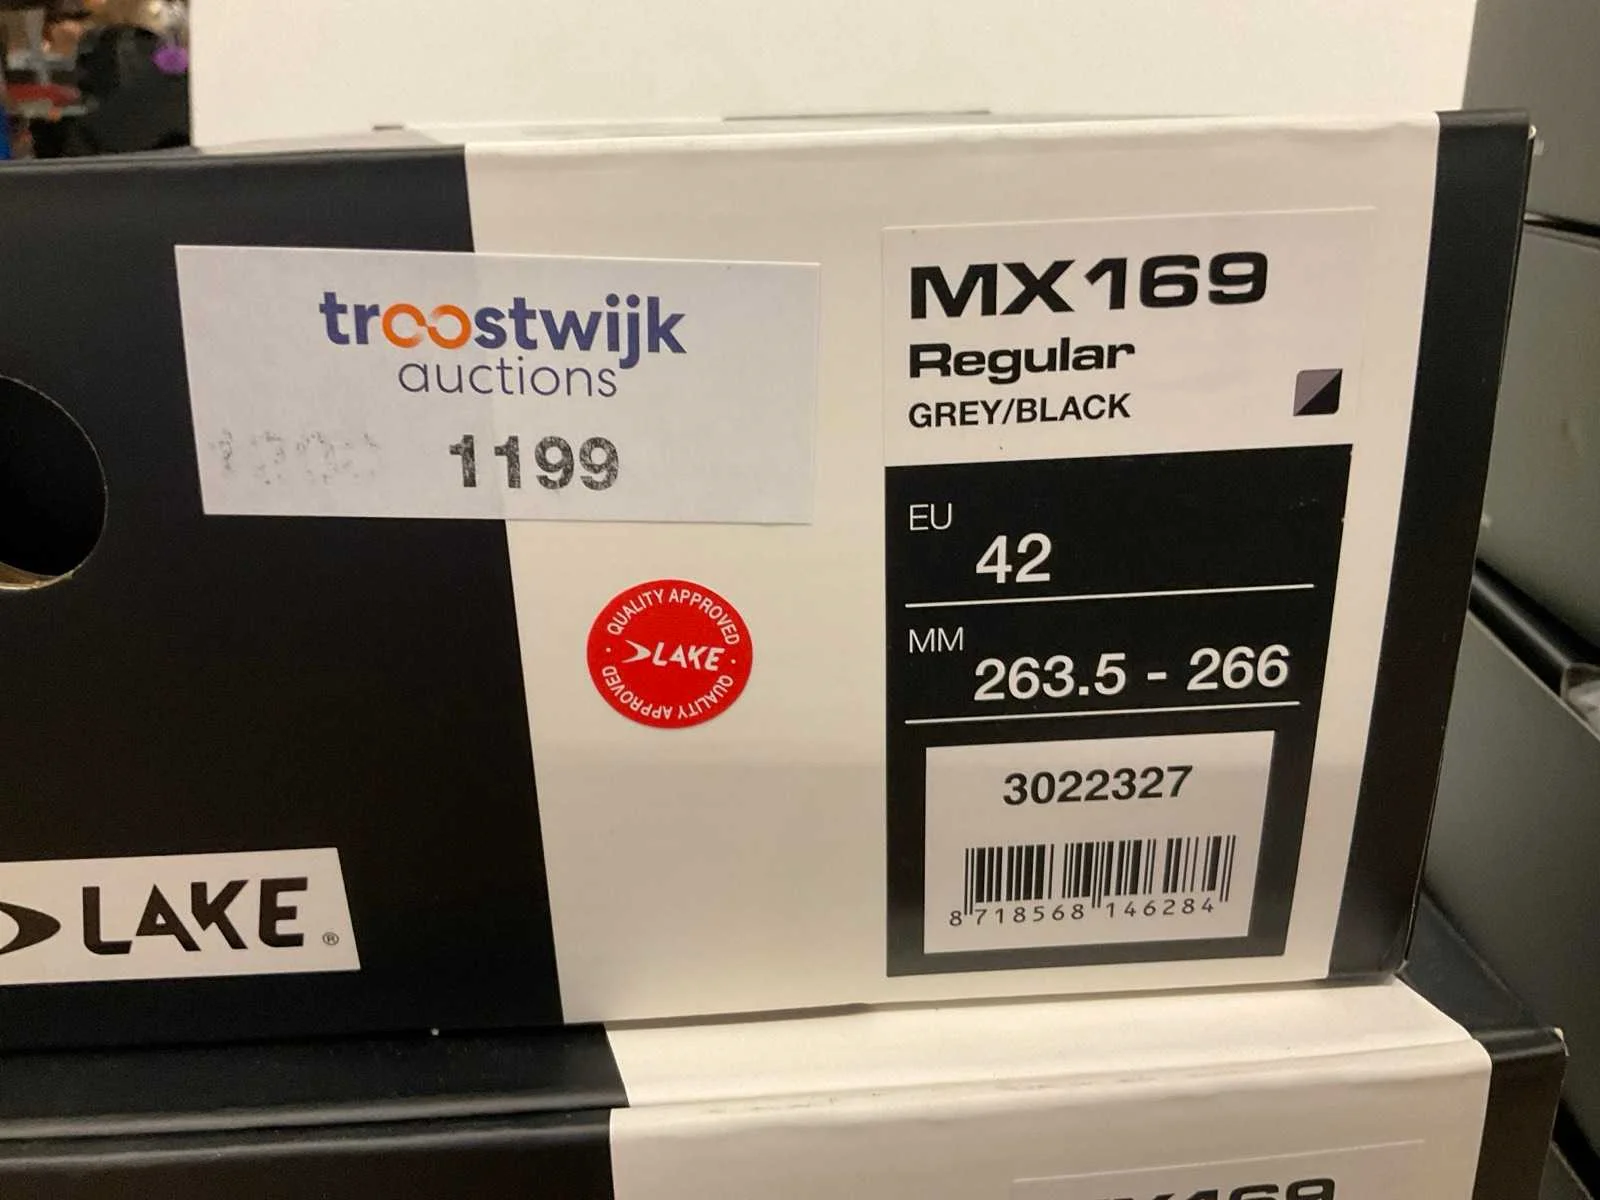 troostwijk
auctions
1199
MX169
Regular
GREY/BLACK
EU
42
MM
263.5 - 266
3022327
8 718568 146284
QUALITY APPROVED
LAKE
QUALITY APPROVED
LAKE ®
MX169